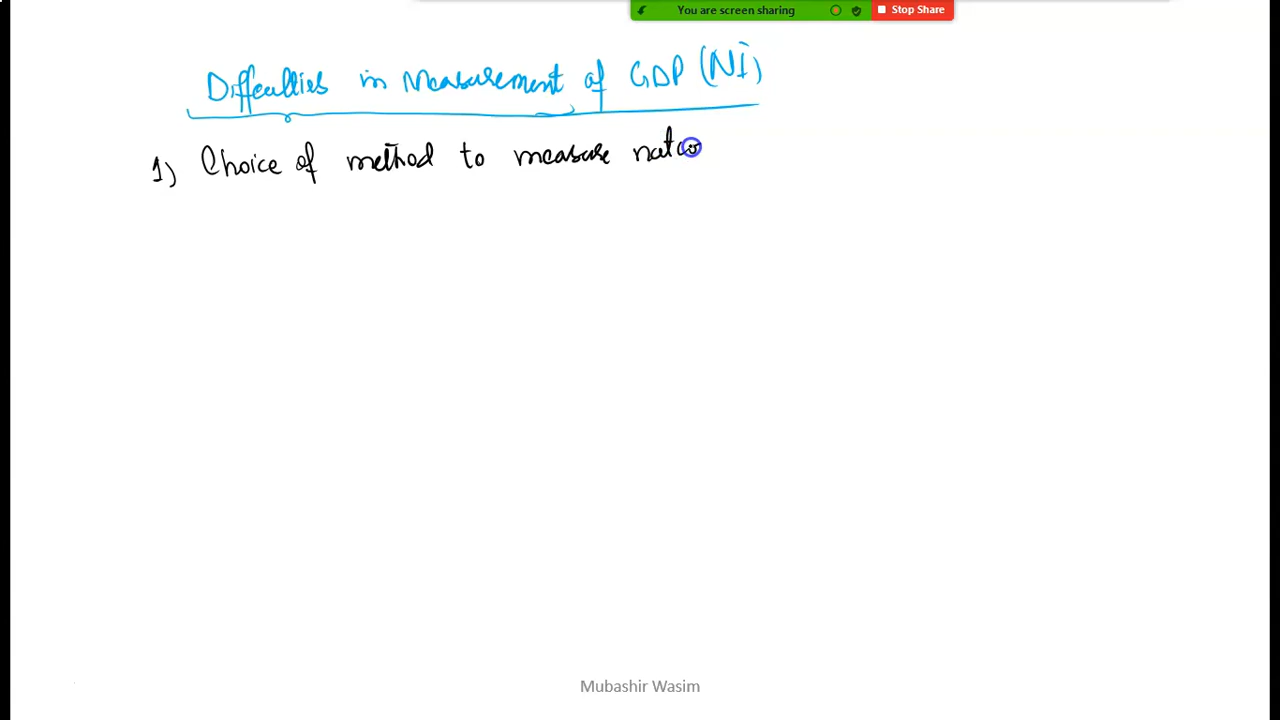 You are screen sharing
Stop Share
Difficulties in Measurement of GDP (NI)
1) Choice of method to measure natio
Mubashir Wasim